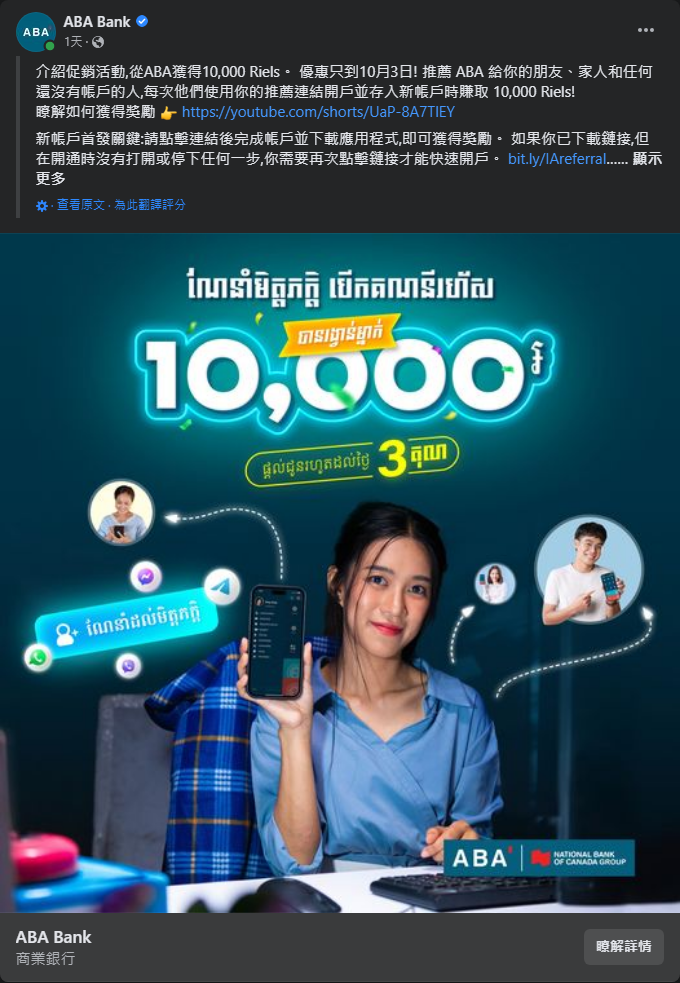 ABA Bank
1天
介紹促銷活動,從ABA獲得10,000 Riels。 優惠只到10月3日! 推薦 ABA 給你的朋友、家人和任何
還沒有帳戶的人,每次他們使用你的推薦連結開戶並存入新帳戶時賺取 10,000 Riels!
瞭解如何獲得獎勵 👉 https://youtube.com/shorts/UaP-8A7TIEY
新帳戶首發關鍵:請點擊連結後完成帳戶並下載應用程式,即可獲得獎勵。 如果你已下載鏈接,但
在開通時沒有打開或停下任何一步,你需要再次點擊鏈接才能快速開戶。 bit.ly/IAreferral...... 顯示
更多
查看原文 · 為此翻譯評分
ណែនាំមិត្តភក្តិ បើកគណនីរហ័ស
បានរង្វាន់ម្នាក់
10,000៛
ផ្តល់ជូនរហូតដល់ថ្ងៃ 3 តុលា
ណែនាំដល់មិត្តភក្តិ
ABA' NATIONAL BANK
OF CANADA GROUP
ABA Bank
商業銀行
瞭解詳情